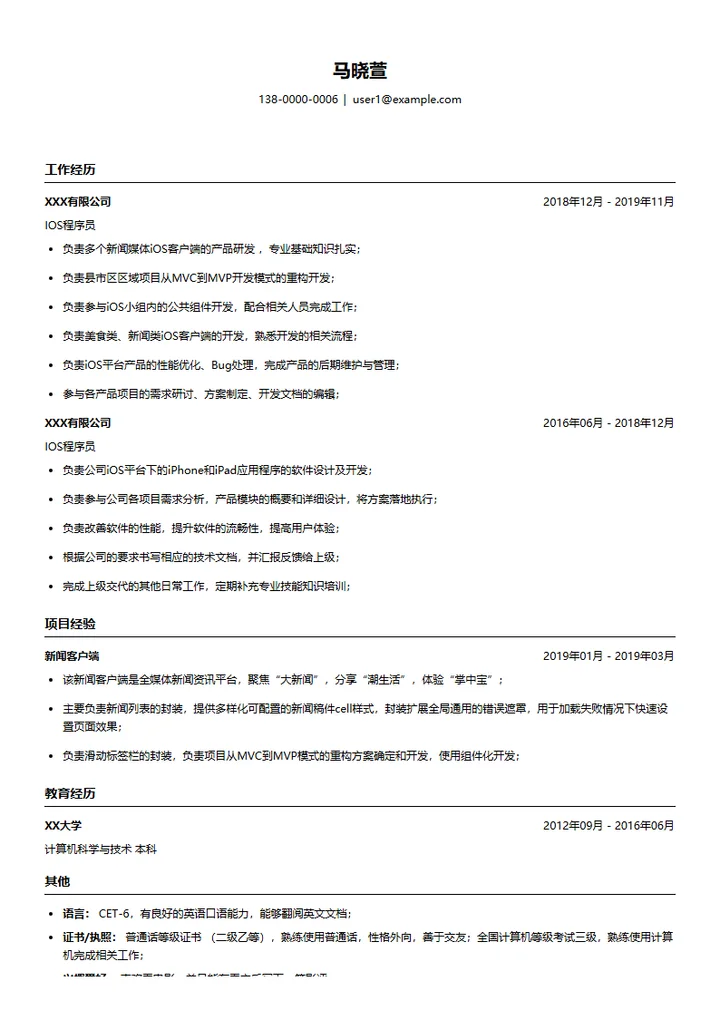 马晓萱
138-0000-0006 | user1@example.com
工作经历
XXX有限公司 2018年12月 - 2019年11月
IOS程序员
• 负责多个新闻媒体iOS客户端的产品研发 ，专业基础知识扎实；
• 负责县市区区域项目从MVC到MVP开发模式的重构开发；
• 负责参与iOS小组内的公共组件开发，配合相关人员完成工作；
• 负责美食类、新闻类iOS客户端的开发，熟悉开发的相关流程；
• 负责iOS平台产品的性能优化、Bug处理，完成产品的后期维护与管理；
• 参与各产品项目的需求研讨、方案制定、开发文档的编辑；
XXX有限公司 2016年06月 - 2018年12月
IOS程序员
• 负责公司iOS平台下的iPhone和iPad应用程序的软件设计及开发；
• 负责参与公司各项目需求分析，产品模块的概要和详细设计，将方案落地执行；
• 负责改善软件的性能，提升软件的流畅性，提高用户体验；
• 根据公司的要求书写相应的技术文档，并汇报反馈给上级；
• 完成上级交代的其他日常工作，定期补充专业技能知识培训；
项目经验
新闻客户端 2019年01月 - 2019年03月
• 该新闻客户端是全媒体新闻资讯平台，聚焦“大新闻”，分享“潮生活”，体验“掌中宝”；
• 主要负责新闻列表的封装，提供多样化可配置的新闻稿件cell样式，封装扩展全局通用的错误遮罩，用于加载失败情况下快速设
置页面效果；
• 负责滑动标签栏的封装，负责项目从MVC到MVP模式的重构方案确定和开发，使用组件化开发；
教育经历
XX大学 2012年09月 - 2016年06月
计算机科学与技术 本科
其他
• 语言： CET-6，有良好的英语口语能力，能够翻阅英文文档；
• 证书/执照： 普通话等级证书 （二级乙等），熟练使用普通话，性格外向，善于交友；全国计算机等级考试三级，熟练使用计算
机完成相关工作；